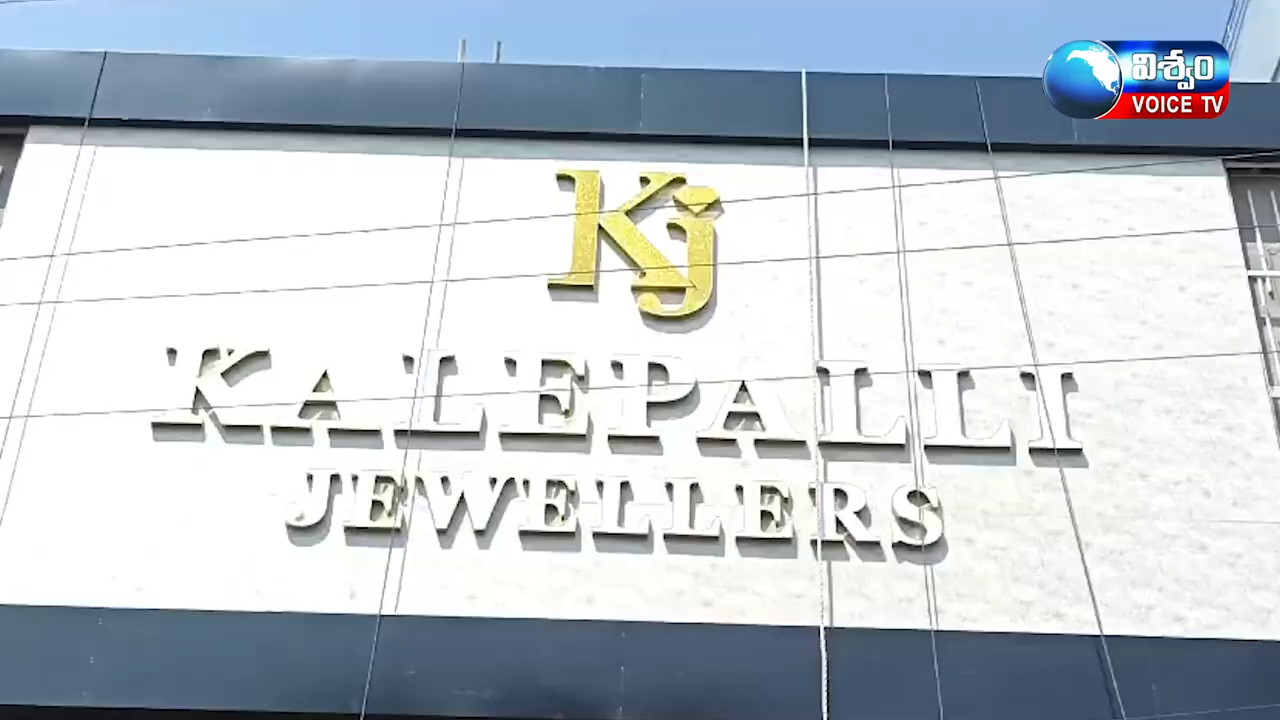 విశ్వం
VOICE TV
Kj
KALEPALLI
JEWELLERS